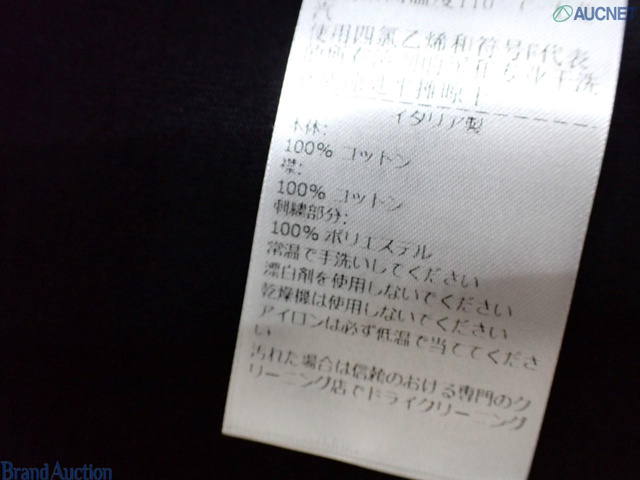 AUCNET
汽
使用四氯乙烯和符号F代表
干洗
イタリア製
本体:
100% コットン
襟:
100% コットン
刺繍部分:
100% ポリエステル
常温で手洗いしてください
漂白剤を使用しないでください
乾燥機は使用しないでください
アイロンは必ず低温で当ててくださ
い
汚れた場合は信頼のおける専門のク
リーニング店でドライクリーニング
Brand Auction